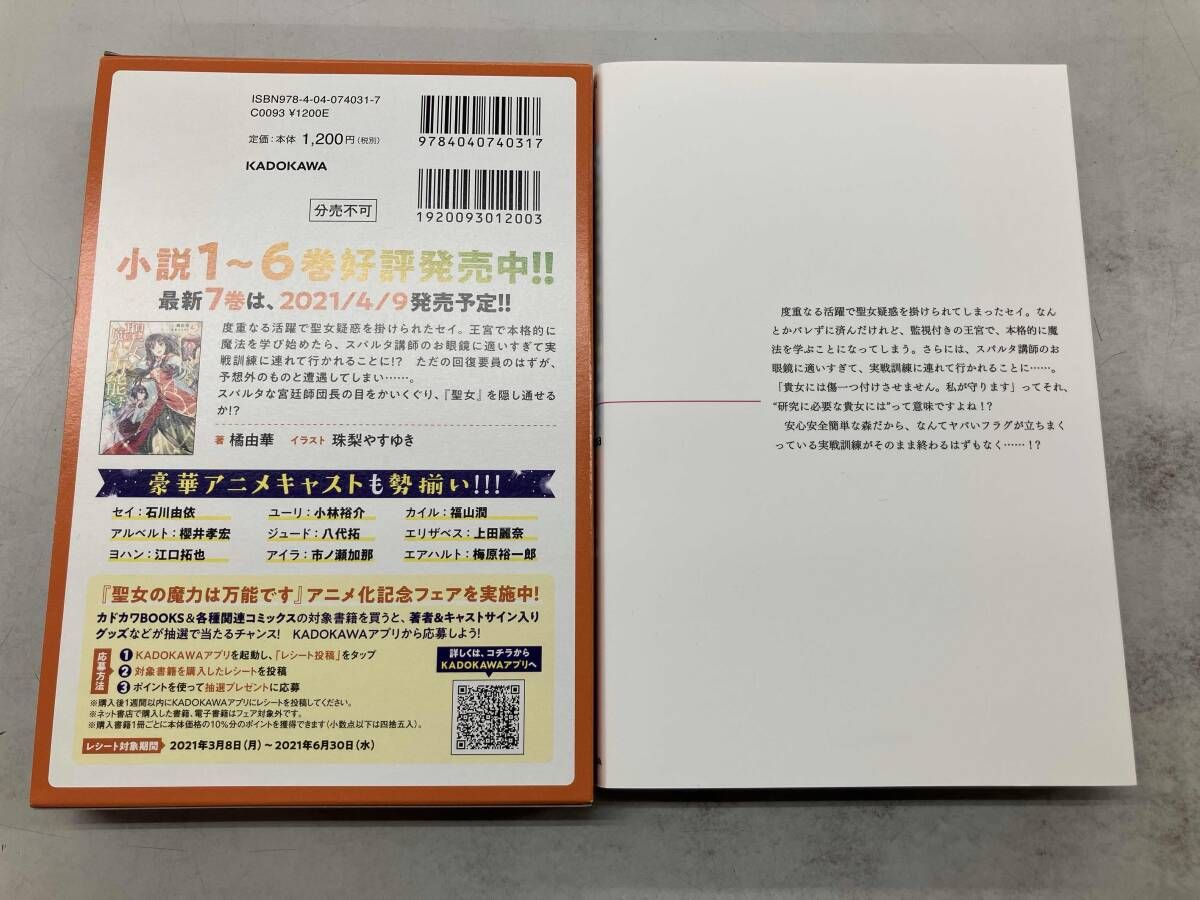 ISBN978-4-04-074031-7
C0093 ¥1200E
定価:本体1,200円(税別)
KADOKAWA
9784040740317
分売不可
1920093012003
小説1〜6巻好評発売中!!
最新7巻は、2021/4/9発売予定!!
度重なる活躍で聖女疑惑を掛けられたセイ。王宮で本格的に
魔法を学び始めたら、スパルタ講師のお眼鏡に適いすぎて実
戦訓練に連れて行かれることに!? ただの回復要員のはずが、
予想外のものと遭遇してしまい……。
スパルタな宮廷師団長の目をかいくぐり、『聖女』を隠し通せる
か!?
著 橘由華 イラスト 珠梨やすゆき
豪華アニメキャストも勢揃い!!!
セイ:石川由依 ユーリ:小林裕介 カイル:福山潤
アルベルト:櫻井孝宏 ジュード:八代拓 エリザベス:上田麗奈
ヨハン:江口拓也 アイラ:市ノ瀬加那 エアハルト:梅原裕一郎
『聖女の魔力は万能です』アニメ化記念フェアを実施中!
カドカワBOOKS&各種関連コミックスの対象書籍を買うと、著者&キャストサイン入り
グッズなどが抽選で当たるチャンス! KADOKAWAアプリから応募しよう!
応募方法
❶KADOKAWAアプリを起動し、「レシート投稿」をタップ
❷対象書籍を購入したレシートを投稿
❸ポイントを使って抽選プレゼントに応募
※購入後1週間以内にKADOKAWAアプリにレシートを投稿してください。
※ネット書店で購入した書籍、電子書籍はフェア対象外です。
※購入書籍1冊ごとに本体価格の10%分のポイントを獲得できます(小数点以下は四捨五入)。
レシート対象期間 2021年3月8日(月)〜2021年6月30日(水)
詳しくは、コチラから
KADOKAWAアプリへ
度重なる活躍で聖女疑惑を掛けられてしまったセイ。なん
とかバレずに済んだけれど、監視付きの王宮で、本格的に魔
法を学ぶことになってしまう。さらには、スパルタ講師のお
眼鏡に適いすぎて、実戦訓練に連れて行かれることに……。
「貴女には傷一つ付けさせません。私が守ります」ってそれ、
“研究に必要な貴女には”って意味ですよね!?
安心安全簡単な森だから、なんてヤバいフラグが立ちまく
っている実戦訓練がそのまま終わるはずもなく……!?